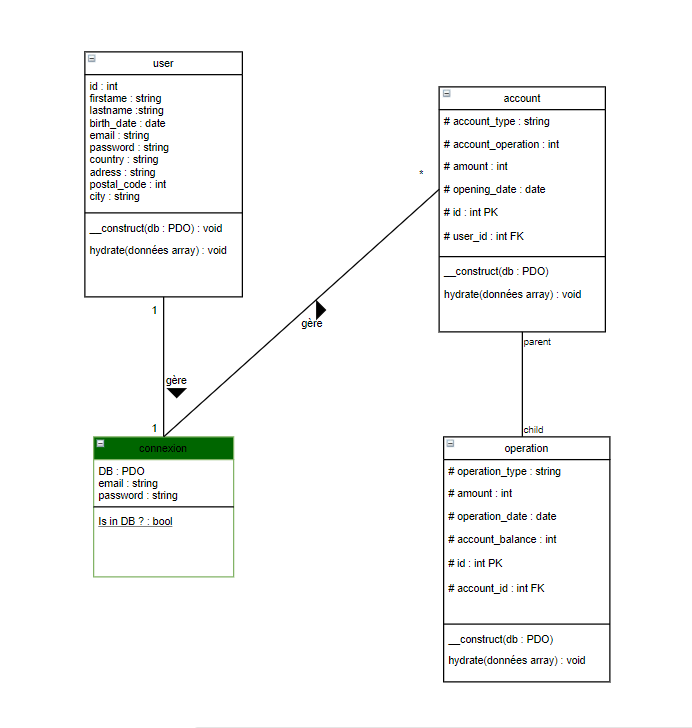 user
id : int
firstame : string
lastname :string
birth_date : date
email : string
password : string
country : string
adress : string
postal_code : int
city : string
__construct(db : PDO) : void
hydrate(données array) : void
account
# account_type : string
# account_operation : int
# amount : int
# opening_date : date
# id : int PK
# user_id : int FK
__construct(db : PDO)
hydrate(données array) : void
*
1
gère
gère
1
parent
child
connexion
DB : PDO
email : string
password : string
Is in DB ? : bool
operation
# operation_type : string
# amount : int
# operation_date : date
# account_balance : int
# id : int PK
# account_id : int FK
__construct(db : PDO)
hydrate(données array) : void